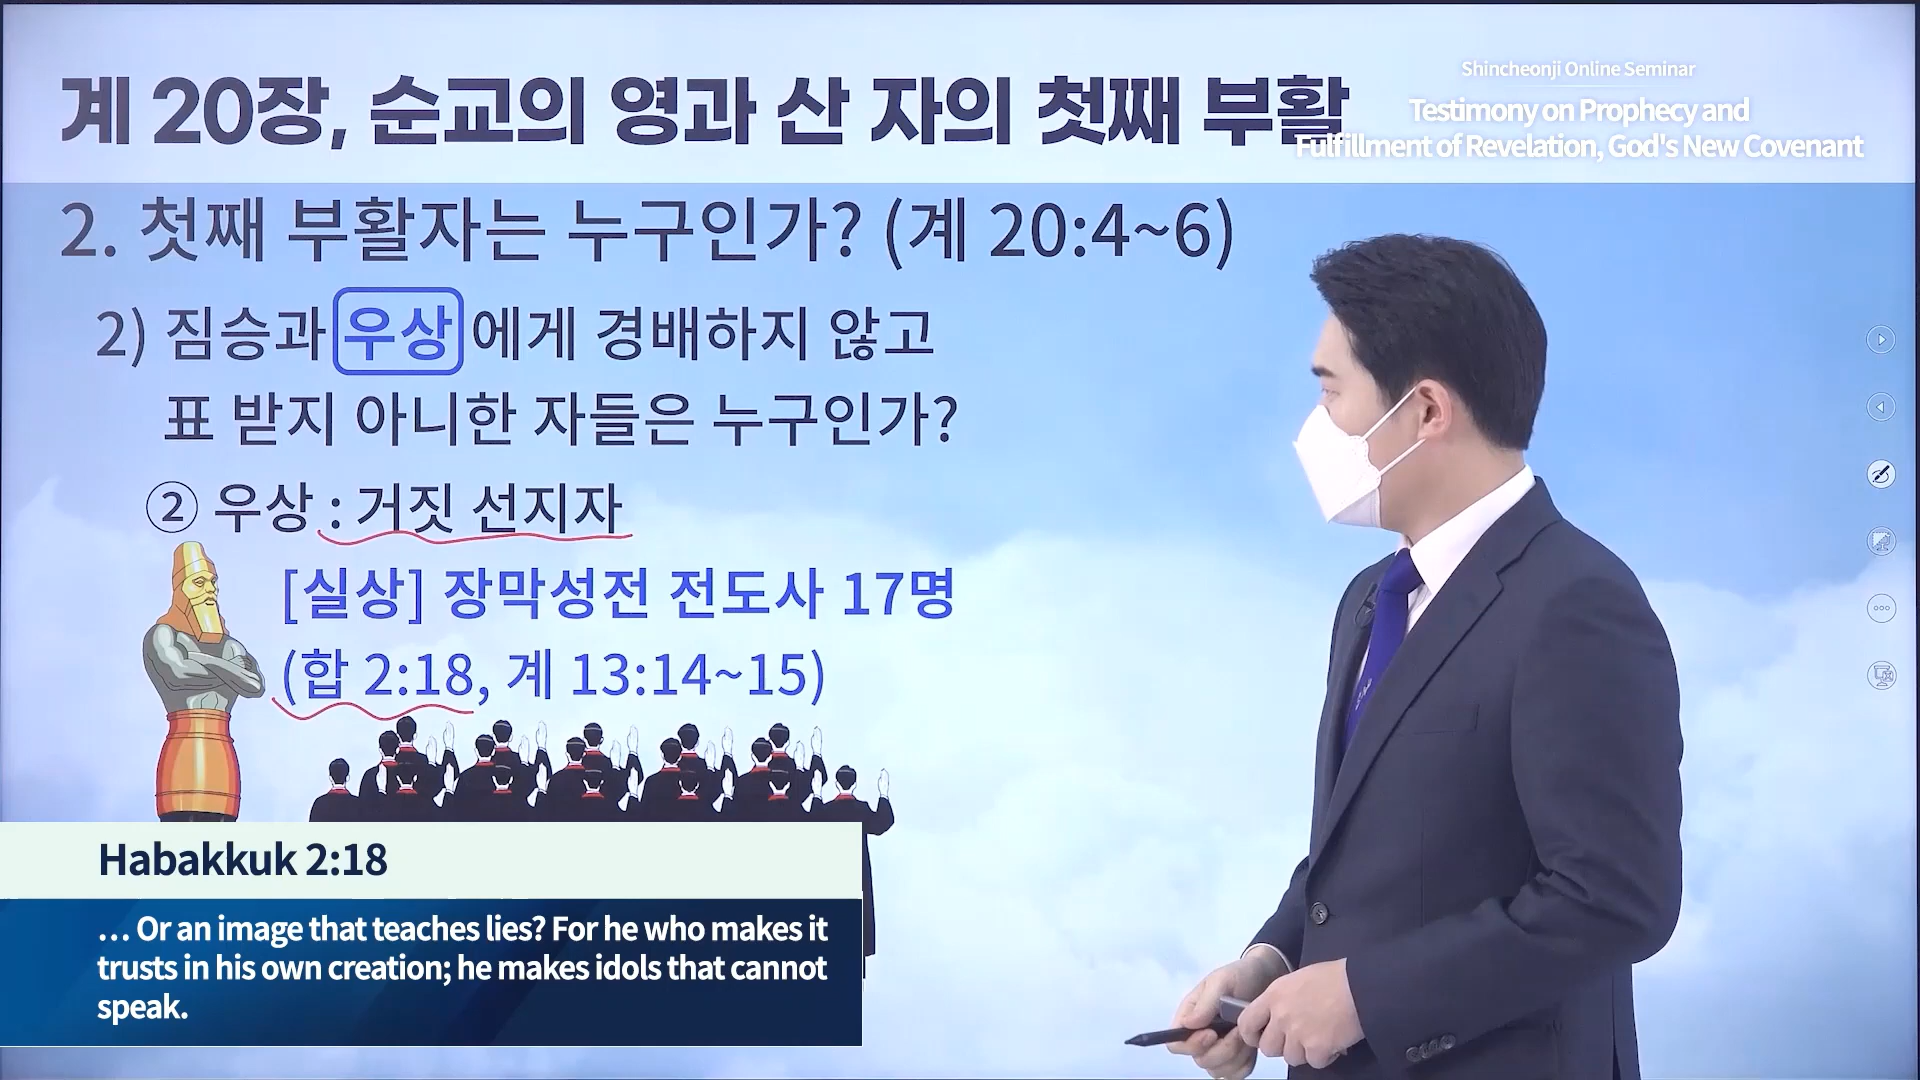 계 20장, 순교의 영과 산 자의 첫째 부활
Shincheonji Online Seminar
Testimony on Prophecy and
Fulfillment of Revelation, God's New Covenant
2. 첫째 부활자는 누구인가? (계 20:4~6)
2) 짐승과 우상에게 경배하지 않고
표 받지 아니한 자들은 누구인가?
② 우상 : 거짓 선지자
[실상] 장막성전 전도사 17명
(합 2:18, 계 13:14~15)
Habakkuk 2:18
… Or an image that teaches lies? For he who makes it
trusts in his own creation; he makes idols that cannot
speak.